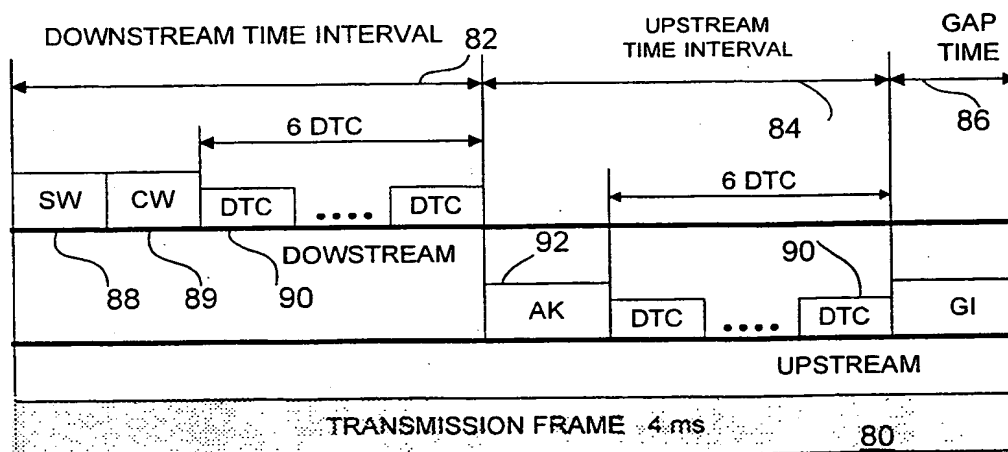 DOWNSTREAM TIME INTERVAL
82
UPSTREAM
TIME INTERVAL
GAP
TIME
6 DTC
84
86
6 DTC
SW
CW
DTC
....
DTC
DOWSTREAM
88
89
90
92
90
AK
DTC
....
DTC
GI
UPSTREAM
TRANSMISSION FRAME 4 ms
80